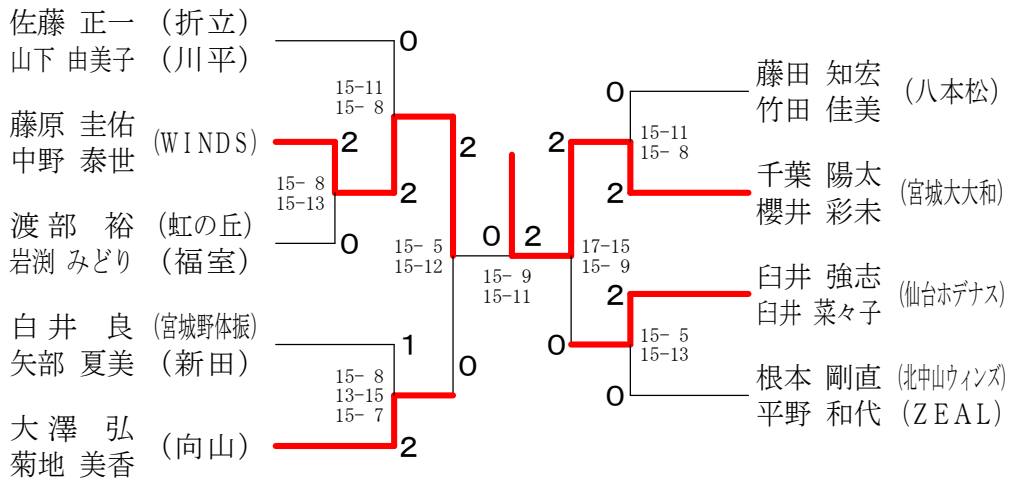 佐藤 正一 (折立)
山下 由美子 (川平)
藤原 圭佑
中野 泰世
(WINDS)
渡部 裕 (虹の丘)
岩渕 みどり (福室)
白井 良 (宮城野体振)
矢部 夏美 (新田)
大澤 弘
菊地 美香
(向山)
0
15-11
15- 8
2
2
15- 8
15-13
0
2
15- 5
15-12
1
15- 8
13-15
15- 7
2
0
0
2
15- 9
15-11
2
17-15
15- 9
0
0
15-11
15- 8
2
2
15- 5
15-13
0
藤田 知宏
竹田 佳美
(八本松)
千葉 陽太
櫻井 彩未
(宮城大大和)
臼井 強志
臼井 菜々子
(仙台ホデナス)
根本 剛直 (北中山ウィンズ)
平野 和代 (ZEAL)